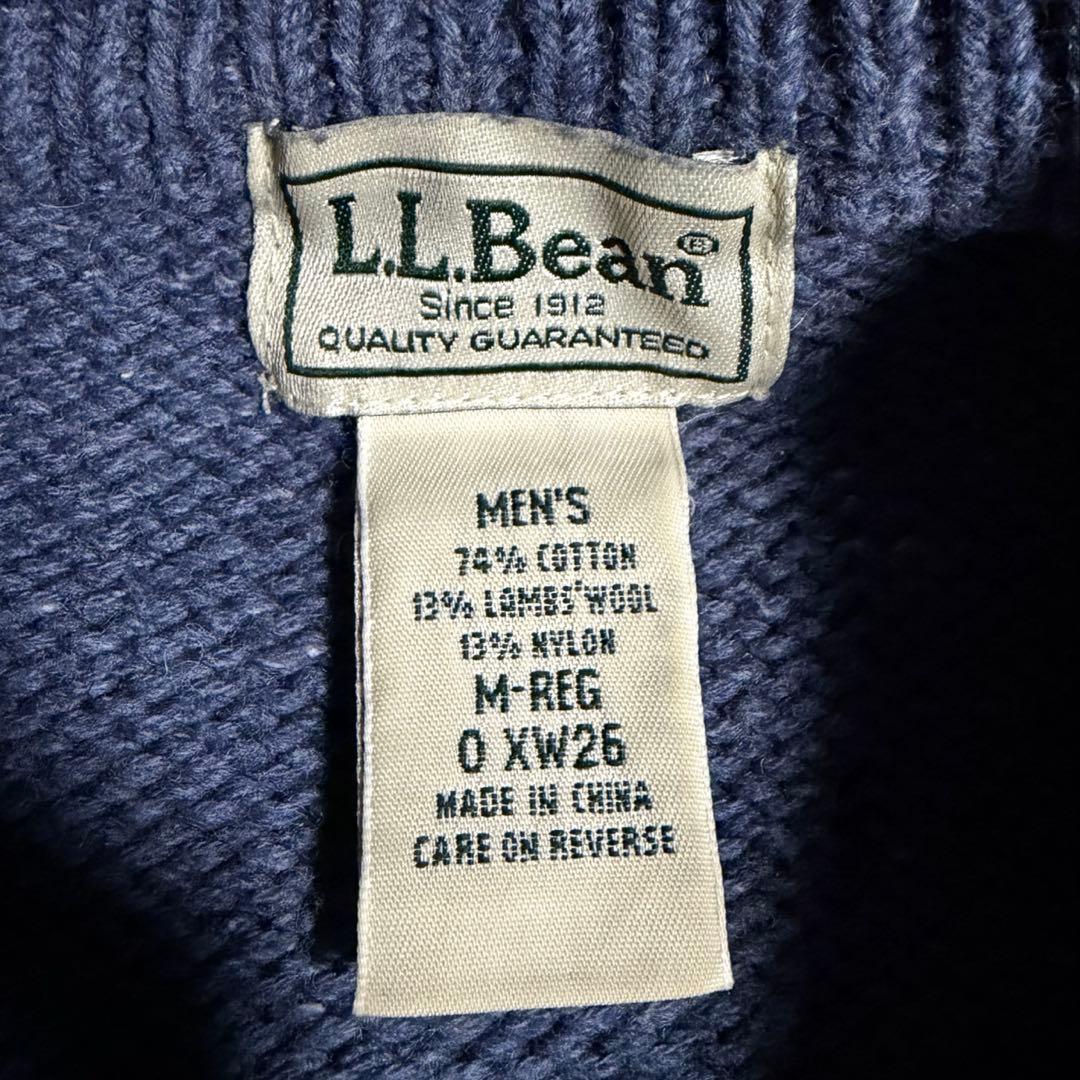 L.L.Bean®
Since 1912
QUALITY GUARANTEED
MEN'S
74% COTTON
13% LAMBS' WOOL
13% NYLON
M-REG
0 XW26
MADE IN CHINA
CARE ON REVERSE